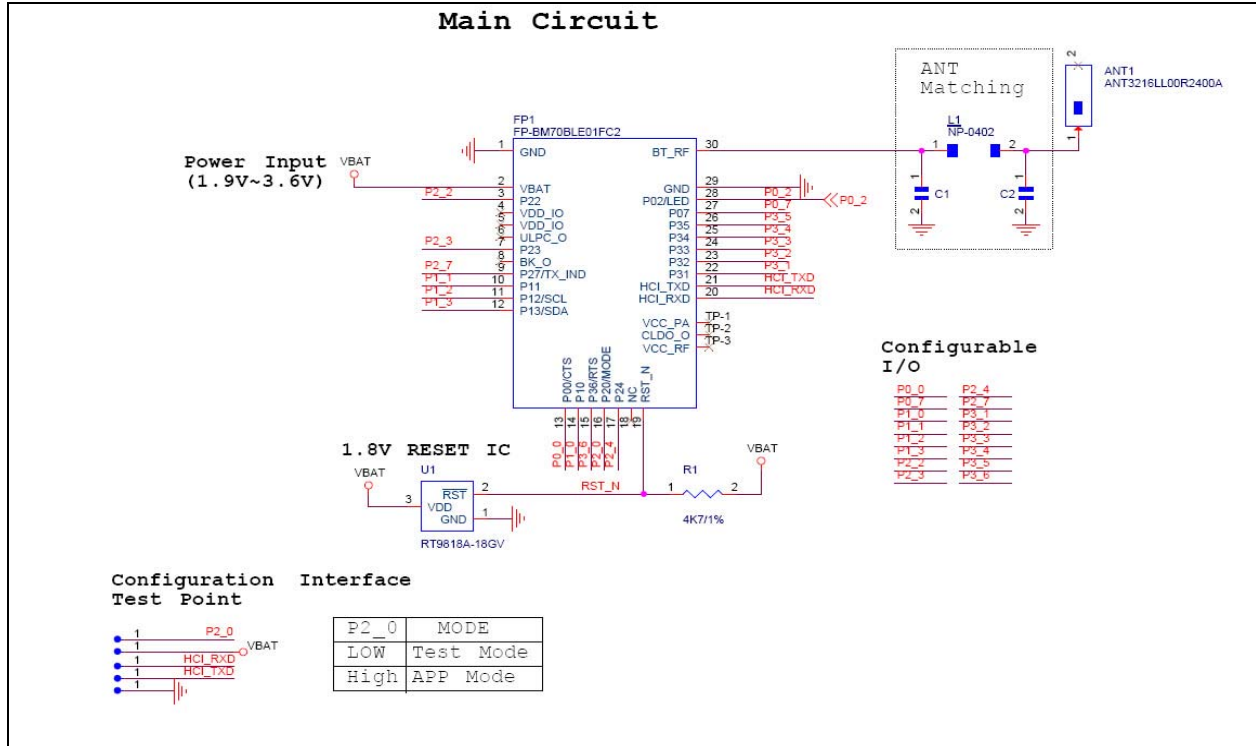 Main Circuit
ANT
Matching
ANT1
ANT3216LL00R2400A
2
1
L1
NP-0402
1
2
1
C1
2
1
C2
2
FP1
FP-BM70BLE01FC2
Power Input
(1.9V~3.6V)
VBAT
1 GND
2 VBAT
P2_2 3 P22
4 VDD_IO
5 VDD_IO
6 ULPC_O
P2_3 7 P23
8 BK_O
P2_7 9 P27/TX_IND
P1_1 10 P11
P1_2 11 P12/SCL
P1_3 12 P13/SDA
BT_RF 30
GND 29
P02/LED 28 P0_2 P0_2
P07 27 P0_7
P35 26 P3_5
P34 25 P3_4
P33 24 P3_3
P32 23 P3_2
P31 22 P3_1
HCI_TXD 21 HCI_TXD
HCI_RXD 20 HCI_RXD
VCC_PA TP-1
CLDO_O TP-2
VCC_RF TP-3
P00/CTS 13 P0_0
P10 14 P1_0
P36/RTS 15 P3_6
P20/MODE 16 P2_0
P24 17 P2_4
NC 18
RST_N 19
Configurable
I/O
P0_0 P2_4
P0_7 P2_7
P1_0 P3_1
P1_1 P3_2
P1_2 P3_3
P1_3 P3_4
P2_2 P3_5
P2_3 P3_6
1.8V RESET IC
VBAT
U1
3 VDD
RST 2
GND 1
RT9818A-18GV
RST_N
R1
1 2
4K7/1%
VBAT
Configuration Interface
Test Point
1 P2_0
1 VBAT
1 HCI_RXD
1 HCI_TXD
1
P2_0 MODE
LOW Test Mode
High APP Mode